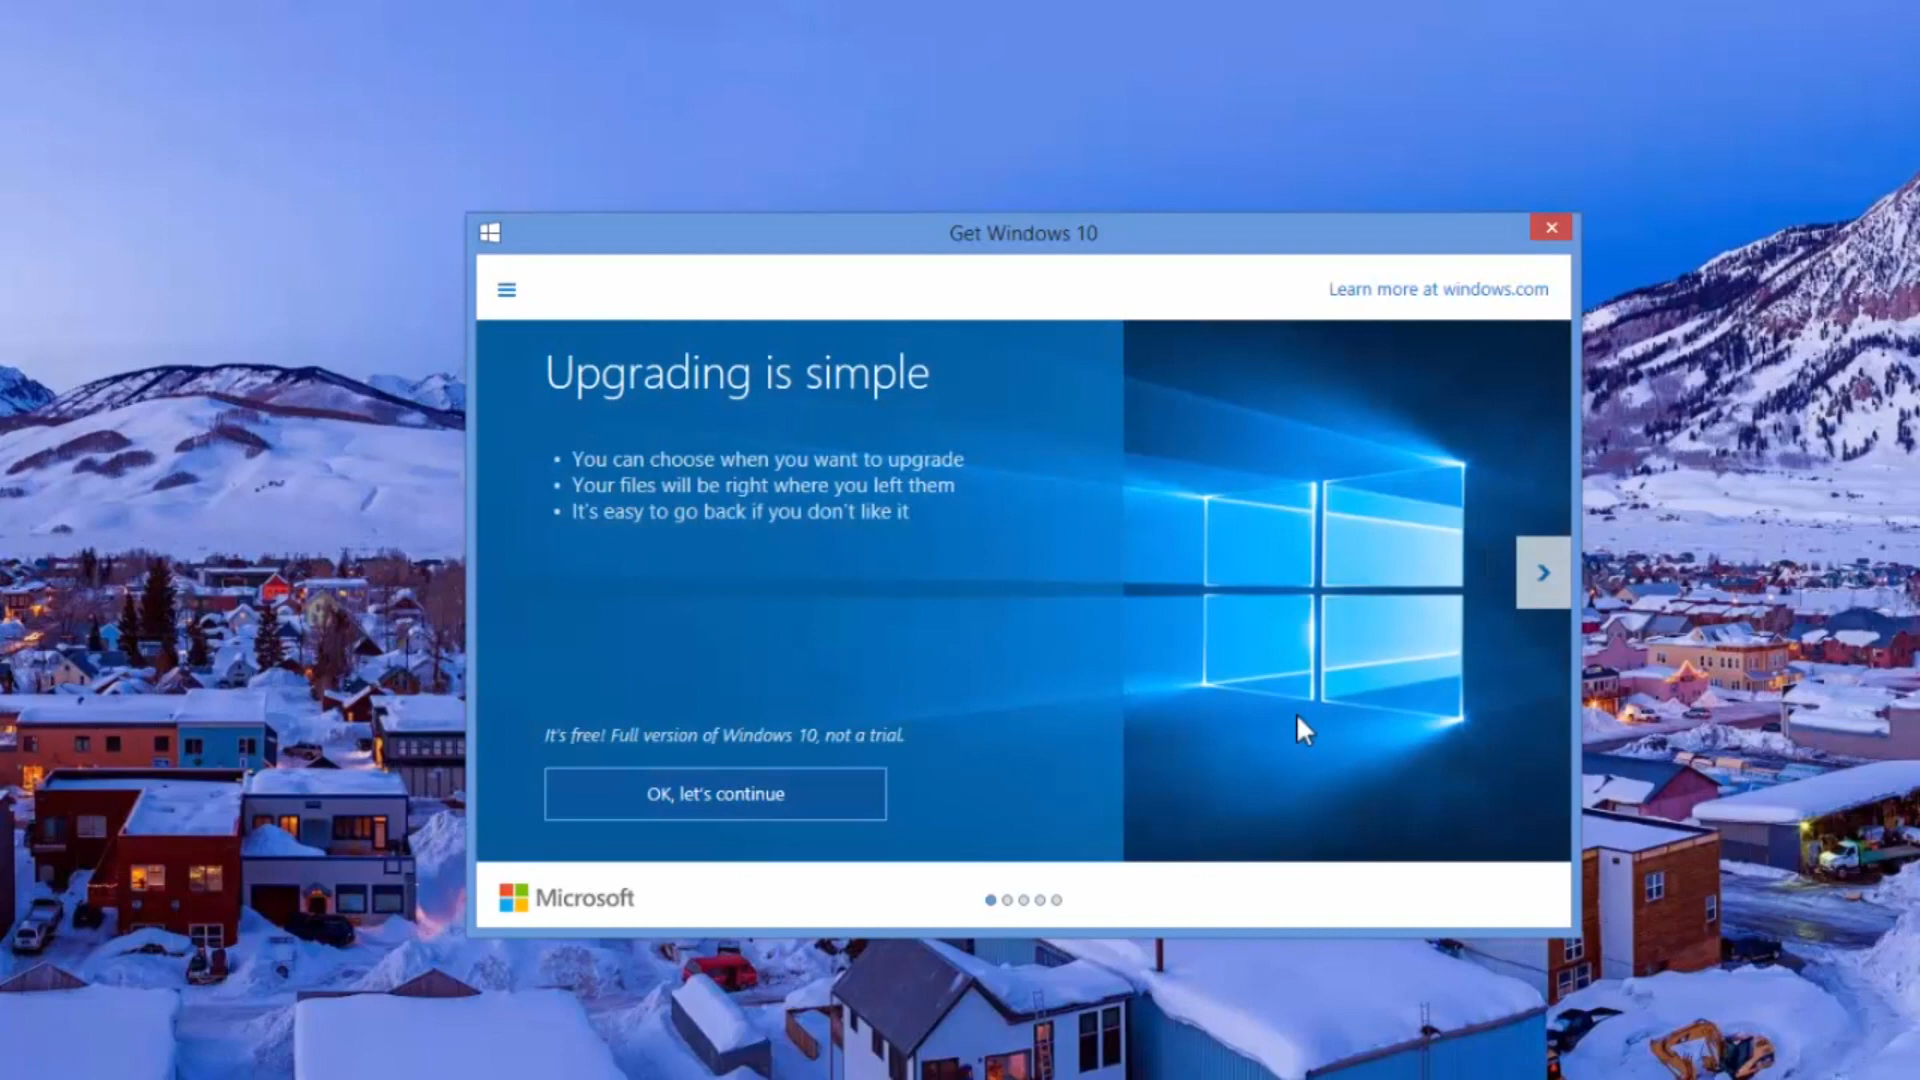 Get Windows 10
Learn more at windows.com
Upgrading is simple
• You can choose when you want to upgrade
• Your files will be right where you left them
• It's easy to go back if you don't like it
It's free! Full version of Windows 10, not a trial.
OK, let's continue
Microsoft